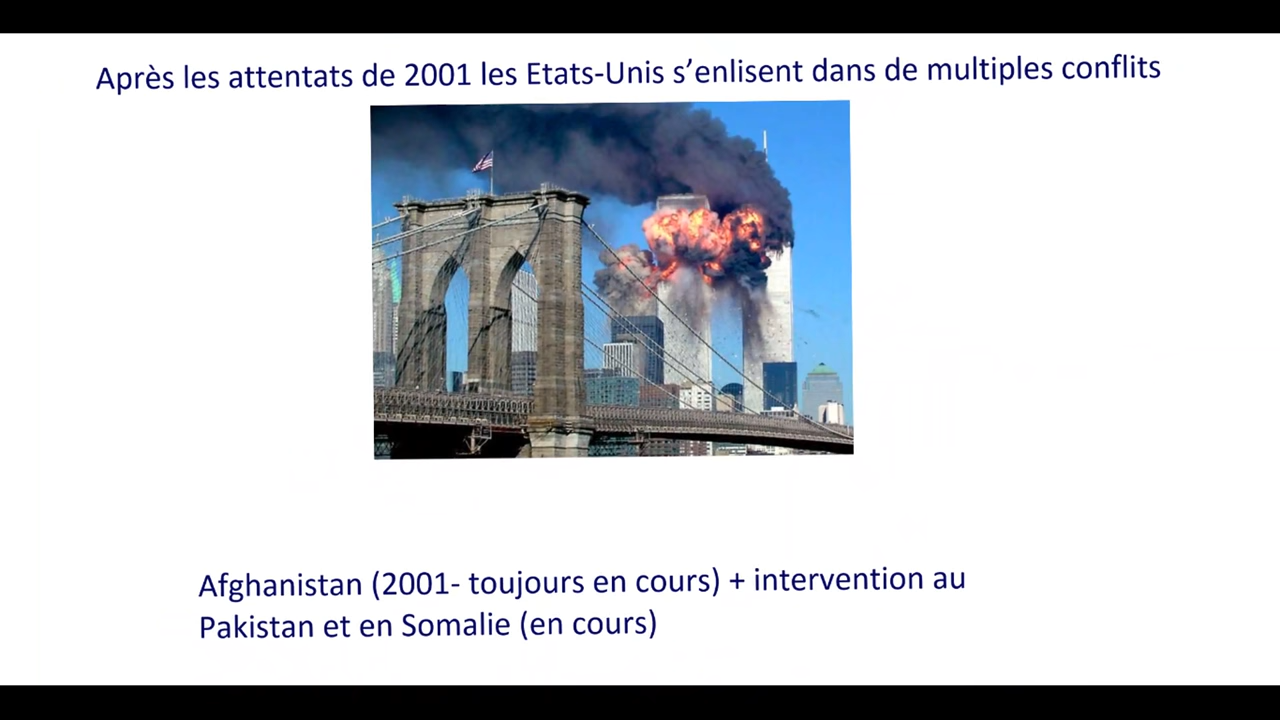 Après les attentats de 2001 les Etats-Unis s’enlisent dans de multiples conflits
Afghanistan (2001- toujours en cours) + intervention au
Pakistan et en Somalie (en cours)